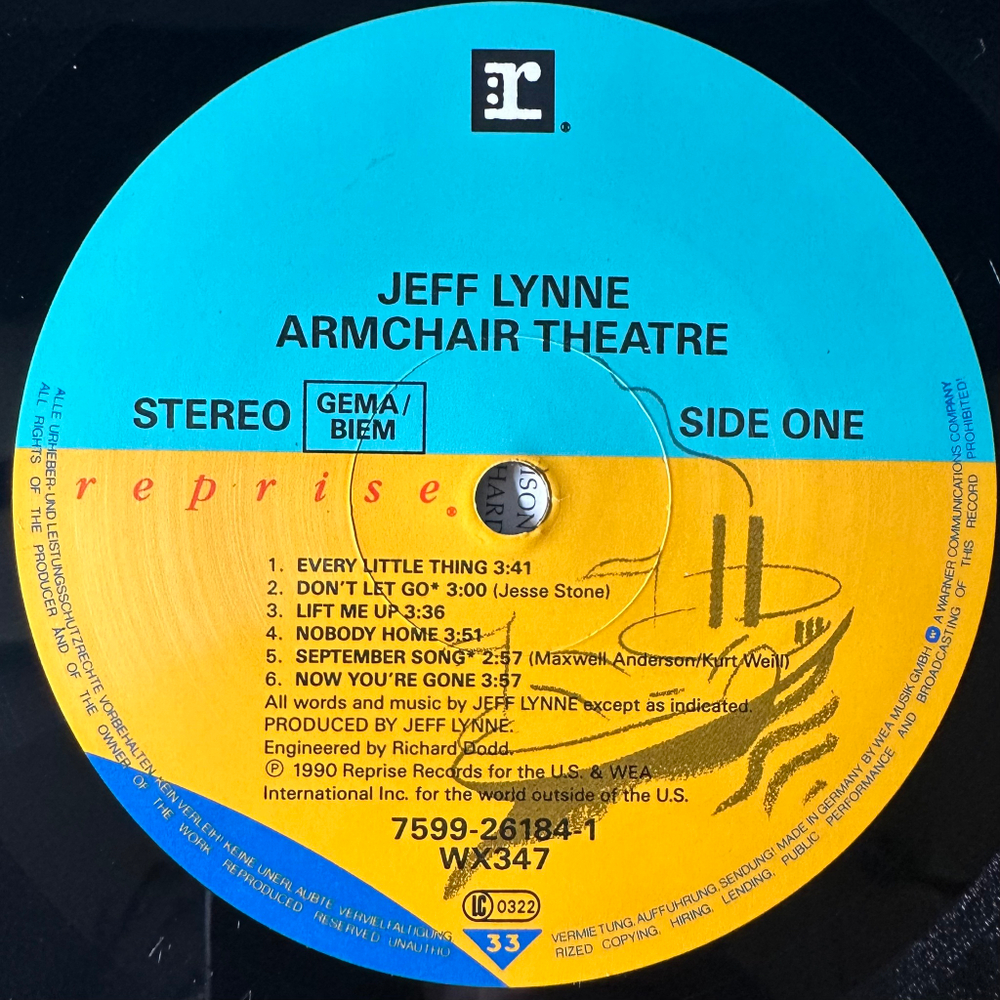 r®
JEFF LYNNE
ARMCHAIR THEATRE
STEREO
GEMA/
BIEM
SIDE ONE
reprise®
ISON
HARD
1. EVERY LITTLE THING 3:41
2. DON'T LET GO* 3:00 (Jesse Stone)
3. LIFT ME UP 3:36
4. NOBODY HOME 3:51
5. SEPTEMBER SONG* 2:57 (Maxwell Anderson/Kurt Weill)
6. NOW YOU'RE GONE 3:57
All words and music by JEFF LYNNE except as indicated.
PRODUCED BY JEFF LYNNE.
Engineered by Richard Dodd.
℗ 1990 Reprise Records for the U.S. & WEA
International Inc. for the world outside of the U.S.
7599-26184-1
WX347
LC 0322
33
ALLE URHEBER- UND LEISTUNGSSCHUTZRECHTE VORBEHALTEN. KEIN VERLEIH! KEINE UNERLAUBTE VERVIELFÄLTIGUNG, VERMIETUNG, AUFFÜHRUNG, SENDUNG! MADE IN GERMANY BY WEA MUSIK GMBH A WARNER COMMUNICATIONS COMPANY
ALL RIGHTS OF THE PRODUCER AND OF THE OWNER OF THE WORK REPRODUCED RESERVED UNAUTHORIZED COPYING, HIRING, LENDING, PUBLIC PERFORMANCE AND BROADCASTING OF THIS RECORD PROHIBITED!